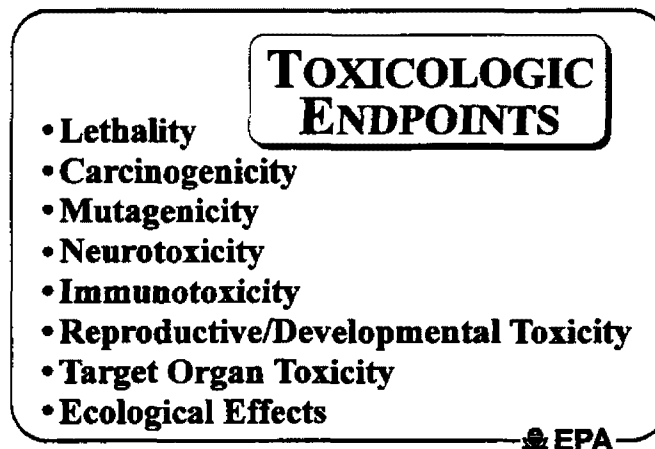 TOXICOLOGIC
ENDPOINTS
• Lethality
• Carcinogenicity
• Mutagenicity
• Neurotoxicity
• Immunotoxicity
• Reproductive/Developmental Toxicity
• Target Organ Toxicity
• Ecological Effects
EPA